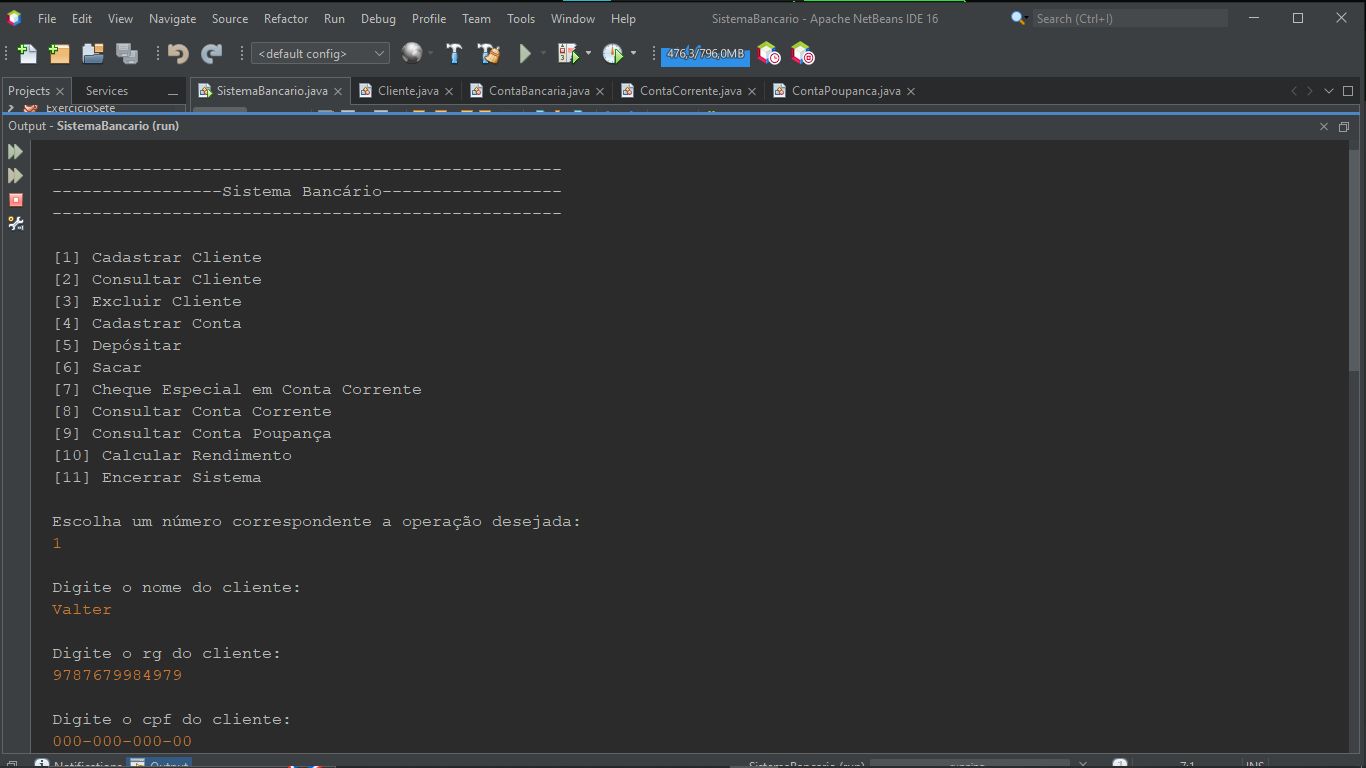 File Edit View Navigate Source Refactor Run Debug Profile Team Tools Window Help SistemaBancario - Apache NetBeans IDE 16 Search (Ctrl+I)
<default config> 476,3/796,0MB
Projects Services SistemaBancario.java Cliente.java ContaBancaria.java ContaCorrente.java ContaPoupanca.java
ExercicioSete
Output - SistemaBancario (run)
---------------------------------------------------
-----------------Sistema Bancário------------------
---------------------------------------------------
[1] Cadastrar Cliente
[2] Consultar Cliente
[3] Excluir Cliente
[4] Cadastrar Conta
[5] Depósitar
[6] Sacar
[7] Cheque Especial em Conta Corrente
[8] Consultar Conta Corrente
[9] Consultar Conta Poupança
[10] Calcular Rendimento
[11] Encerrar Sistema
Escolha um número correspondente a operação desejada:
1
Digite o nome do cliente:
Valter
Digite o rg do cliente:
9787679984979
Digite o cpf do cliente:
000-000-000-00
Notifications Output SistemaBancario (run) running... 7:1 INS